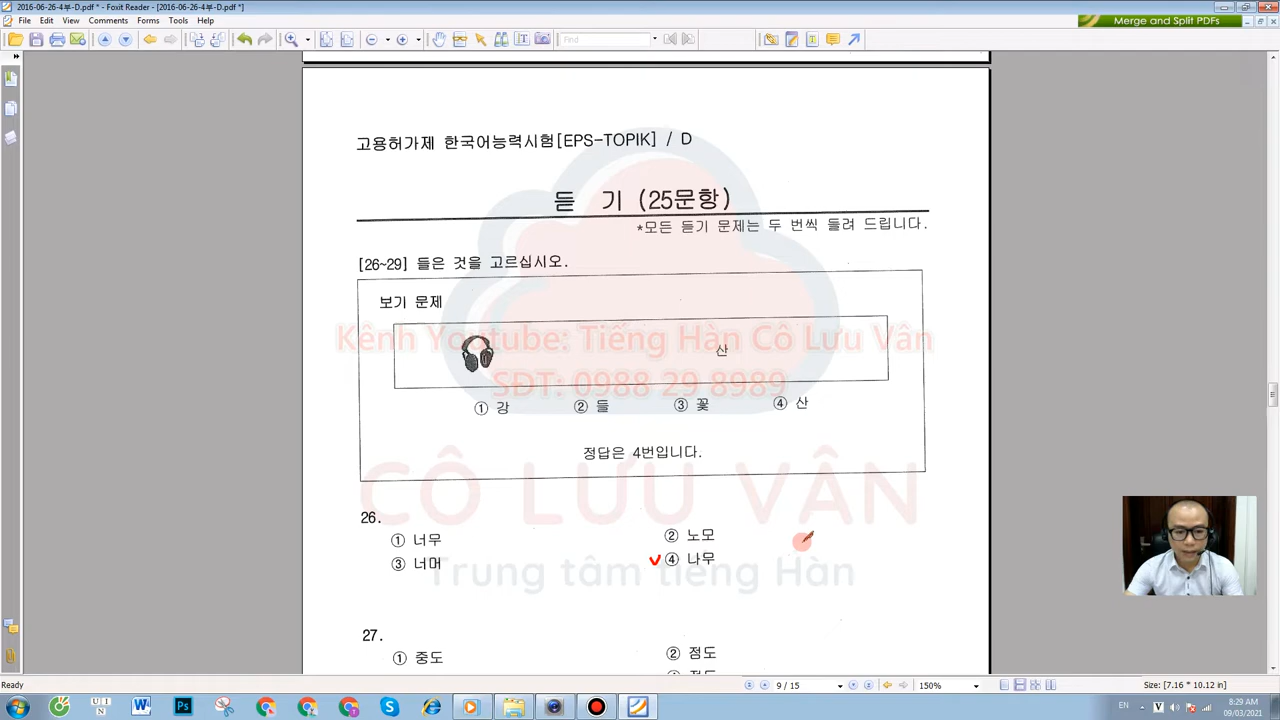 2016-06-26-4부-D.pdf * - Foxit Reader - [2016-06-26-4부-D.pdf *]
File Edit View Comments Forms Tools Help
Merge and Split PDFs
Find
고용허가제 한국어능력시험[EPS-TOPIK] / D
듣 기 (25문항)
*모든 듣기 문제는 두 번씩 들려 드립니다.
[26~29] 들은 것을 고르십시오.
보기 문제
Kênh Youtube: Tiếng Hàn Cô Lưu Vân
산
SĐT: 0988 29 8989
① 강 ② 들 ③ 꽃 ④ 산
정답은 4번입니다.
CÔ LƯU VÂN
26.
① 너무 ② 노모
③ 너머 ④ 나무
Trung tâm tiếng Hàn
27.
① 중도 ② 점도
Ready
9 / 15
150%
Size: [7.16 * 10.12 in]
EN
8:29 AM
09/03/2021